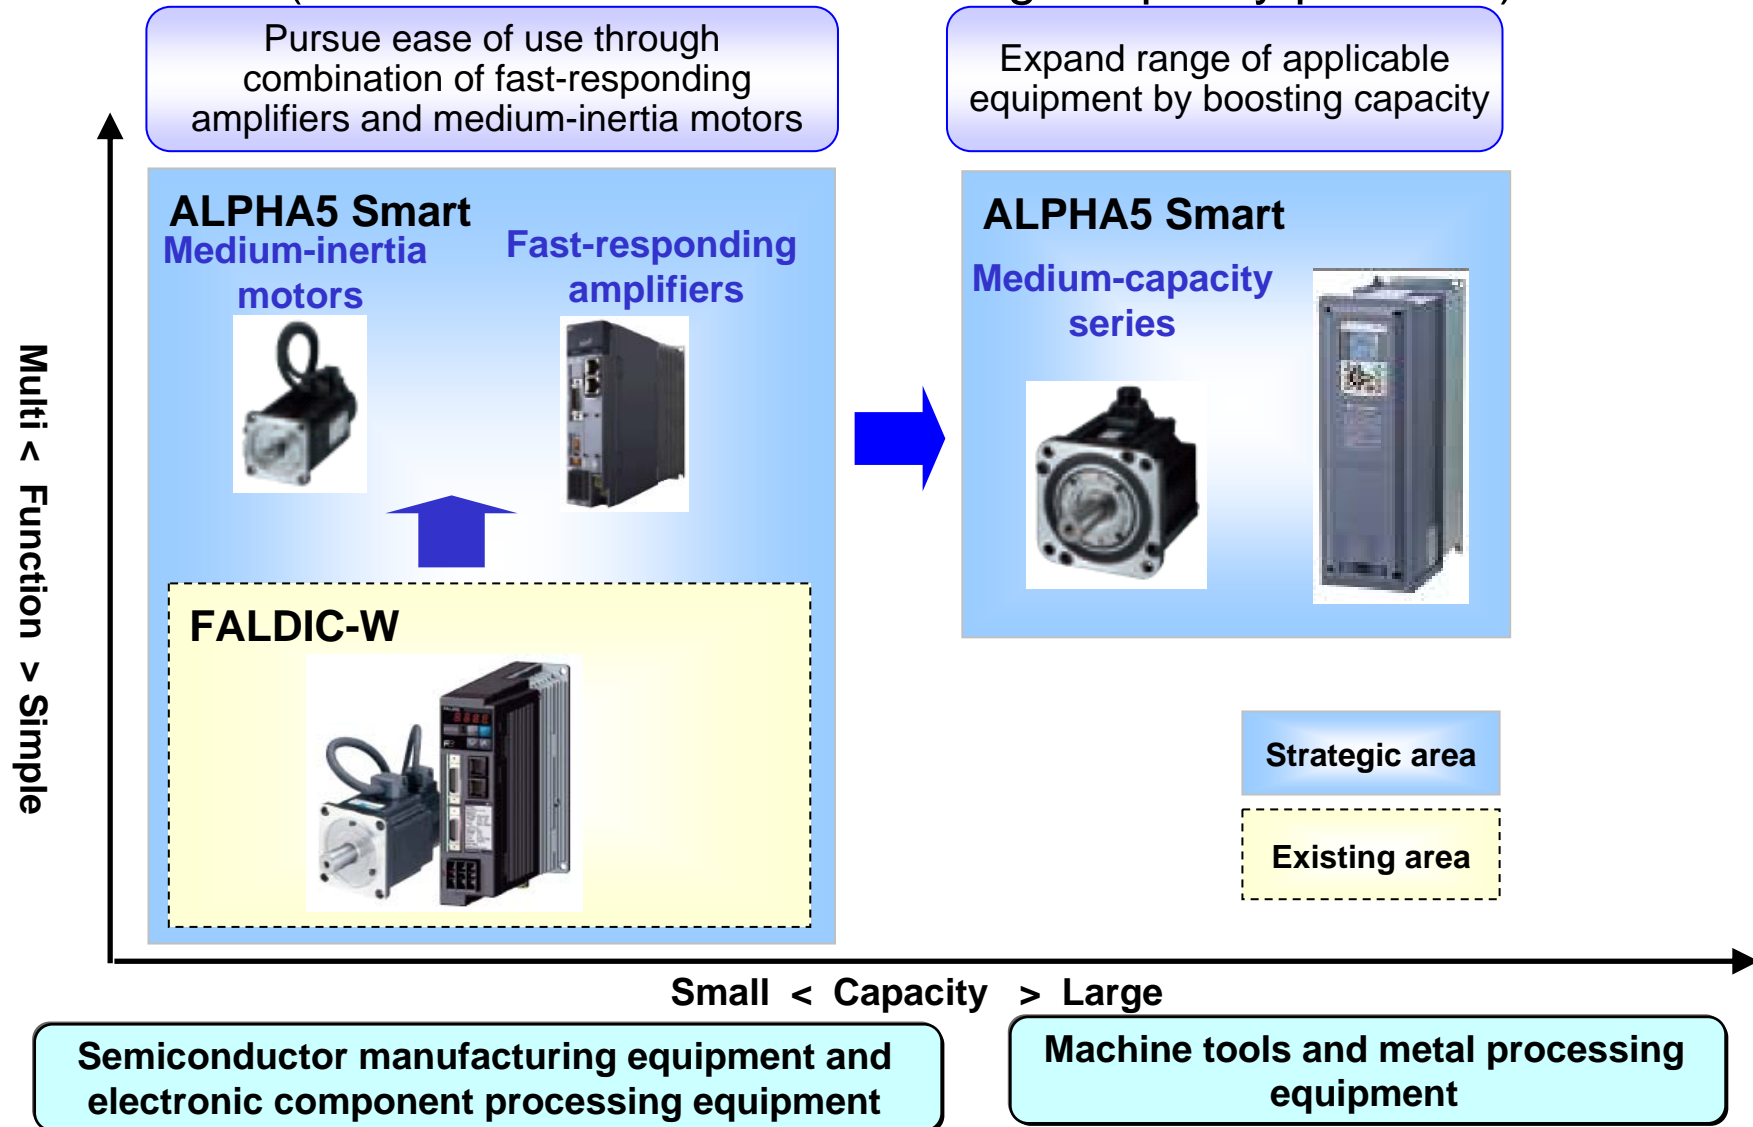 Pursue ease of use through
combination of fast-responding
amplifiers and medium-inertia motors
Expand range of applicable
equipment by boosting capacity
ALPHA5 Smart
Medium-inertia
motors
Fast-responding
amplifiers
ALPHA5 Smart
Medium-capacity
series
FALDIC-W
Multi < Function > Simple
Strategic area
Existing area
Small < Capacity > Large
Semiconductor manufacturing equipment and
electronic component processing equipment
Machine tools and metal processing
equipment